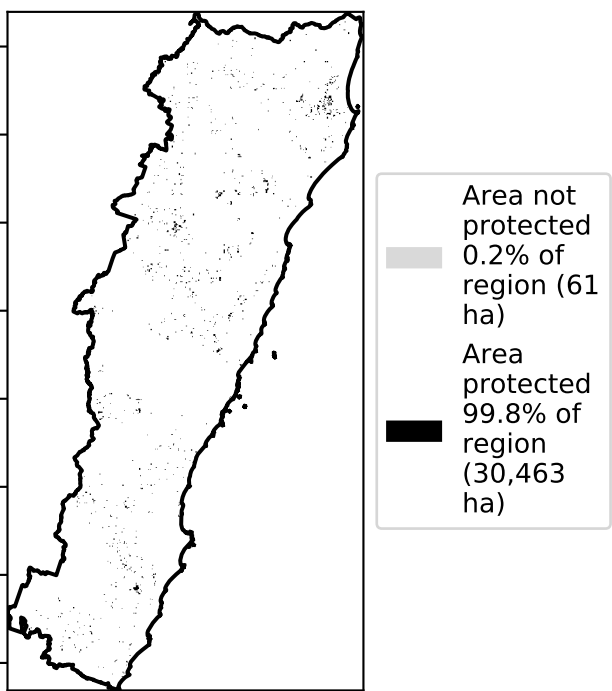 Area not
protected
0.2% of
region (61
ha)
Area
protected
99.8% of
region
(30,463
ha)